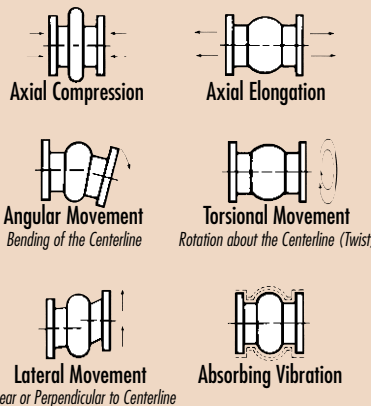 Axial Compression
Axial Elongation
Angular Movement
Bending of the Centerline
Torsional Movement
Rotation about the Centerline (Twist)
Lateral Movement
or Perpendicular to Centerline
Absorbing Vibration